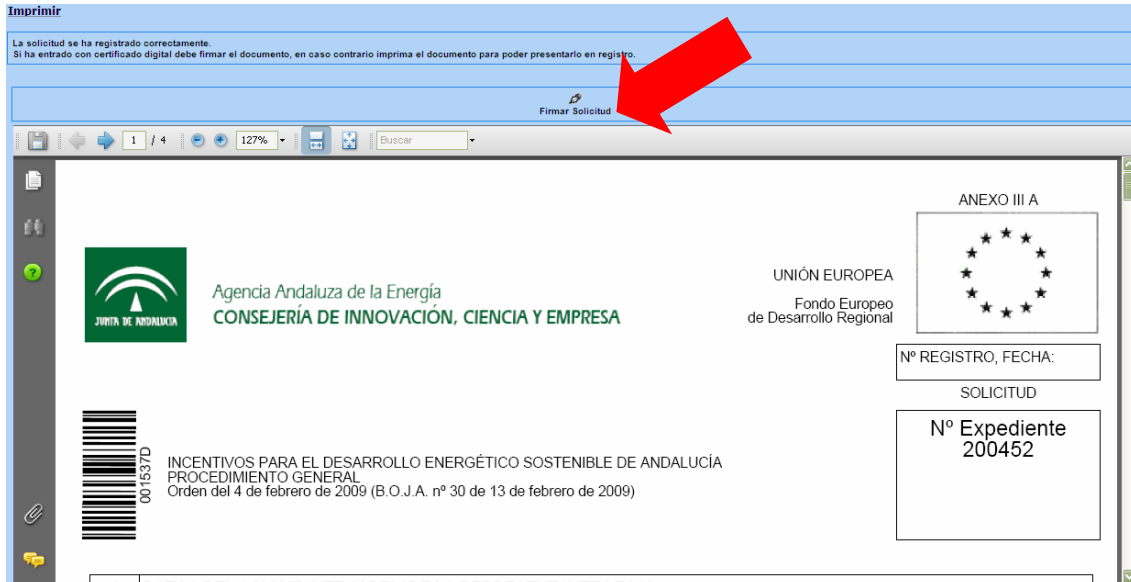 Imprimir
La solicitud se ha registrado correctamente.
Si ha entrado con certificado digital debe firmar el documento, en caso contrario imprima el documento para poder presentarlo en registro.
Firmar Solicitud
1 / 4 127% Buscar
ANEXO III A
JUNTA DE ANDALUCIA
Agencia Andaluza de la Energía
CONSEJERÍA DE INNOVACIÓN, CIENCIA Y EMPRESA
UNIÓN EUROPEA
Fondo Europeo
de Desarrollo Regional
Nº REGISTRO, FECHA:
SOLICITUD
Nº Expediente
200452
001537D
INCENTIVOS PARA EL DESARROLLO ENERGÉTICO SOSTENIBLE DE ANDALUCÍA
PROCEDIMIENTO GENERAL
Orden del 4 de febrero de 2009 (B.O.J.A. nº 30 de 13 de febrero de 2009)